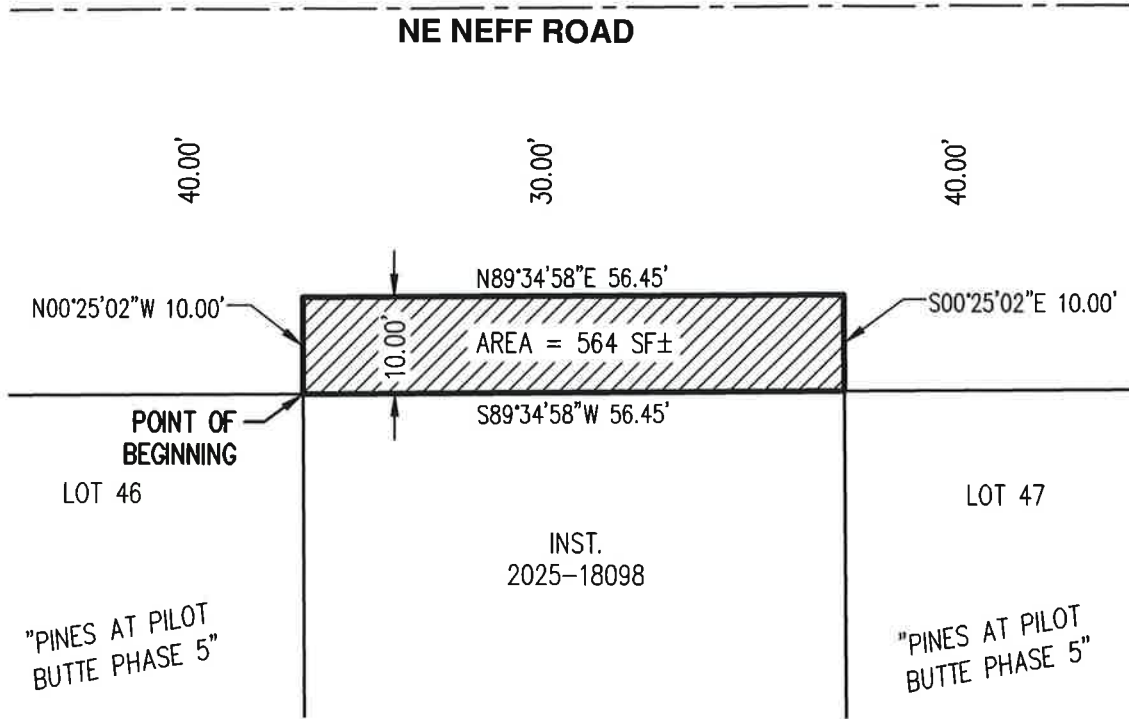 NE NEFF ROAD
40.00'
30.00'
40.00'
N89°34'58"E 56.45'
N00°25'02"W 10.00'
S00°25'02"E 10.00'
10.00'
AREA = 564 SF±
S89°34'58"W 56.45'
POINT OF
BEGINNING
LOT 46
LOT 47
INST.
2025-18098
"PINES AT PILOT
BUTTE PHASE 5"
"PINES AT PILOT
BUTTE PHASE 5"